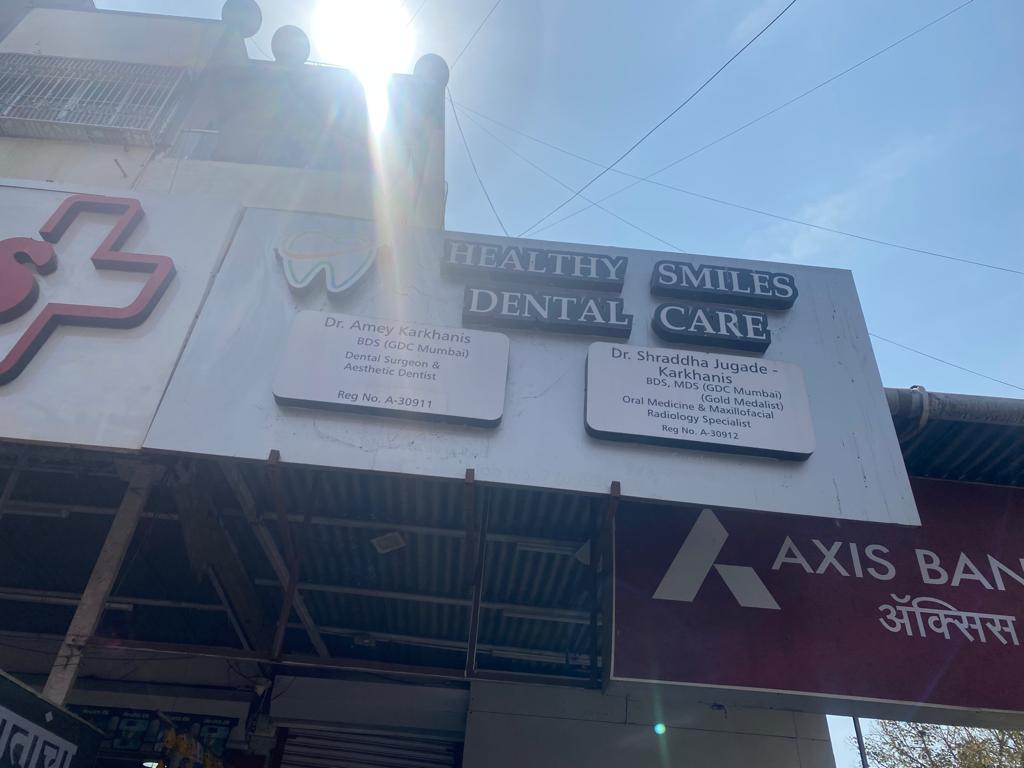 HEALTHY SMILES
DENTAL CARE
Dr. Amey Karkhanis
BDS (GDC Mumbai)
Dental Surgeon &
Aesthetic Dentist
Reg No. A-30911
Dr. Shraddha Jugade -
Karkhanis
BDS, MDS (GDC Mumbai)
(Gold Medalist)
Oral Medicine & Maxillofacial
Radiology Specialist
Reg No. A-30912
AXIS BAN
ॲक्सिस